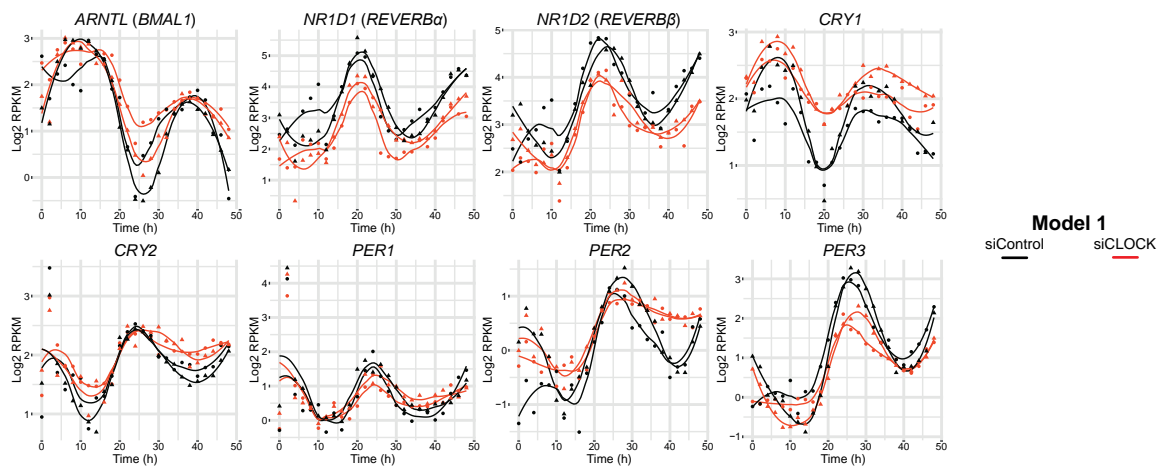 ARNTL (BMAL1)
NR1D1 (REVERBα)
NR1D2 (REVERBβ)
CRY1
Log2 RPKM
3
2
1
0
0 10 20 30 40 50
Time (h)
Log2 RPKM
5
4
3
2
1
0 10 20 30 40 50
Time (h)
Log2 RPKM
5
4
3
2
0 10 20 30 40 50
Time (h)
Log2 RPKM
3
2
1
0 10 20 30 40 50
Time (h)
Model 1
siControl siCLOCK
CRY2
PER1
PER2
PER3
Log2 RPKM
3
2
1
0 10 20 30 40 50
Time (h)
Log2 RPKM
4
3
2
1
0
0 10 20 30 40 50
Time (h)
Log2 RPKM
1
0
−1
0 10 20 30 40 50
Time (h)
Log2 RPKM
3
2
1
0
−1
0 10 20 30 40 50
Time (h)